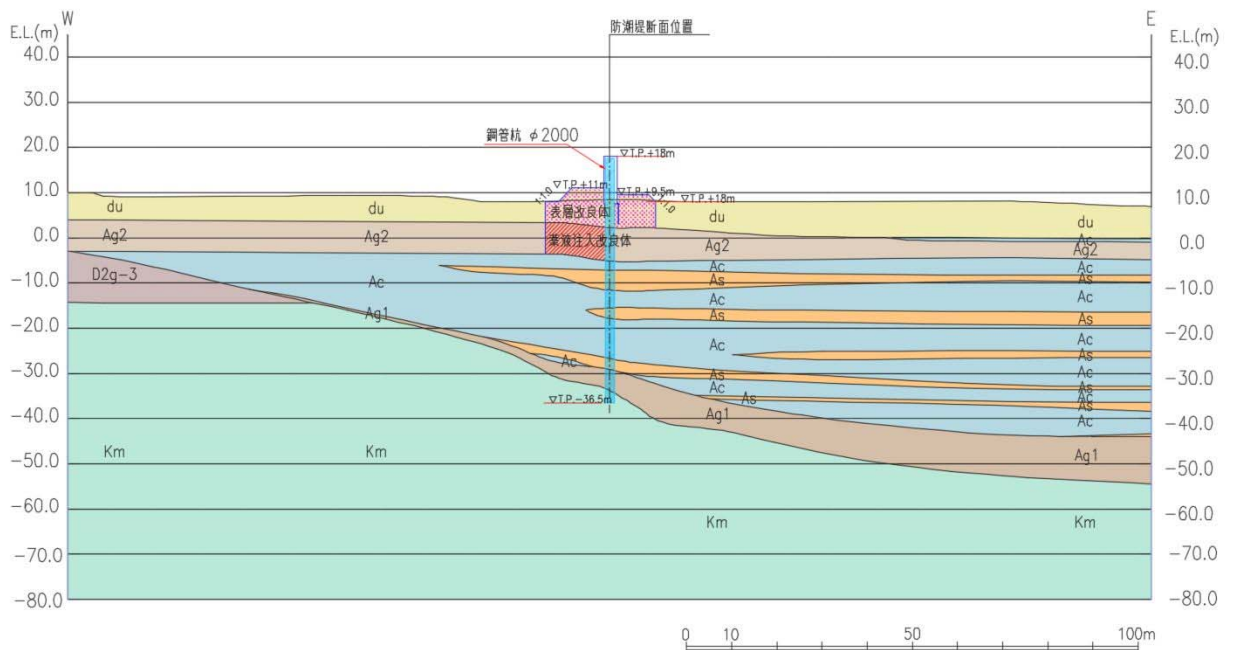 W
E
E.L.(m)
E.L.(m)
防潮堤断面位置
40.0
40.0
30.0
30.0
鋼管杭 φ2000
20.0
20.0
▽T.P.+18m
10.0
▽T.P.+11m
▽T.P.+9.5m
▽T.P.+18m
10.0
1:1.0
1:1.0
du
du
表層改良体
du
du
0.0
Ag2
Ag2
薬液注入改良体
Ag2
Ac
Ag2
0.0
D2g-3
Ac
Ac
As
Ac
As
-10.0
-10.0
Ag1
Ac
As
Ac
As
-20.0
-20.0
Ac
Ac
As
Ac
As
Ac
Ac
As
-30.0
-30.0
▽T.P.-36.5m
As
Ag1
Ac
As
Ac
-40.0
-40.0
Km
Km
Ag1
-50.0
-50.0
-60.0
Km
Km
-60.0
-70.0
-70.0
-80.0
-80.0
0 10 50 100m